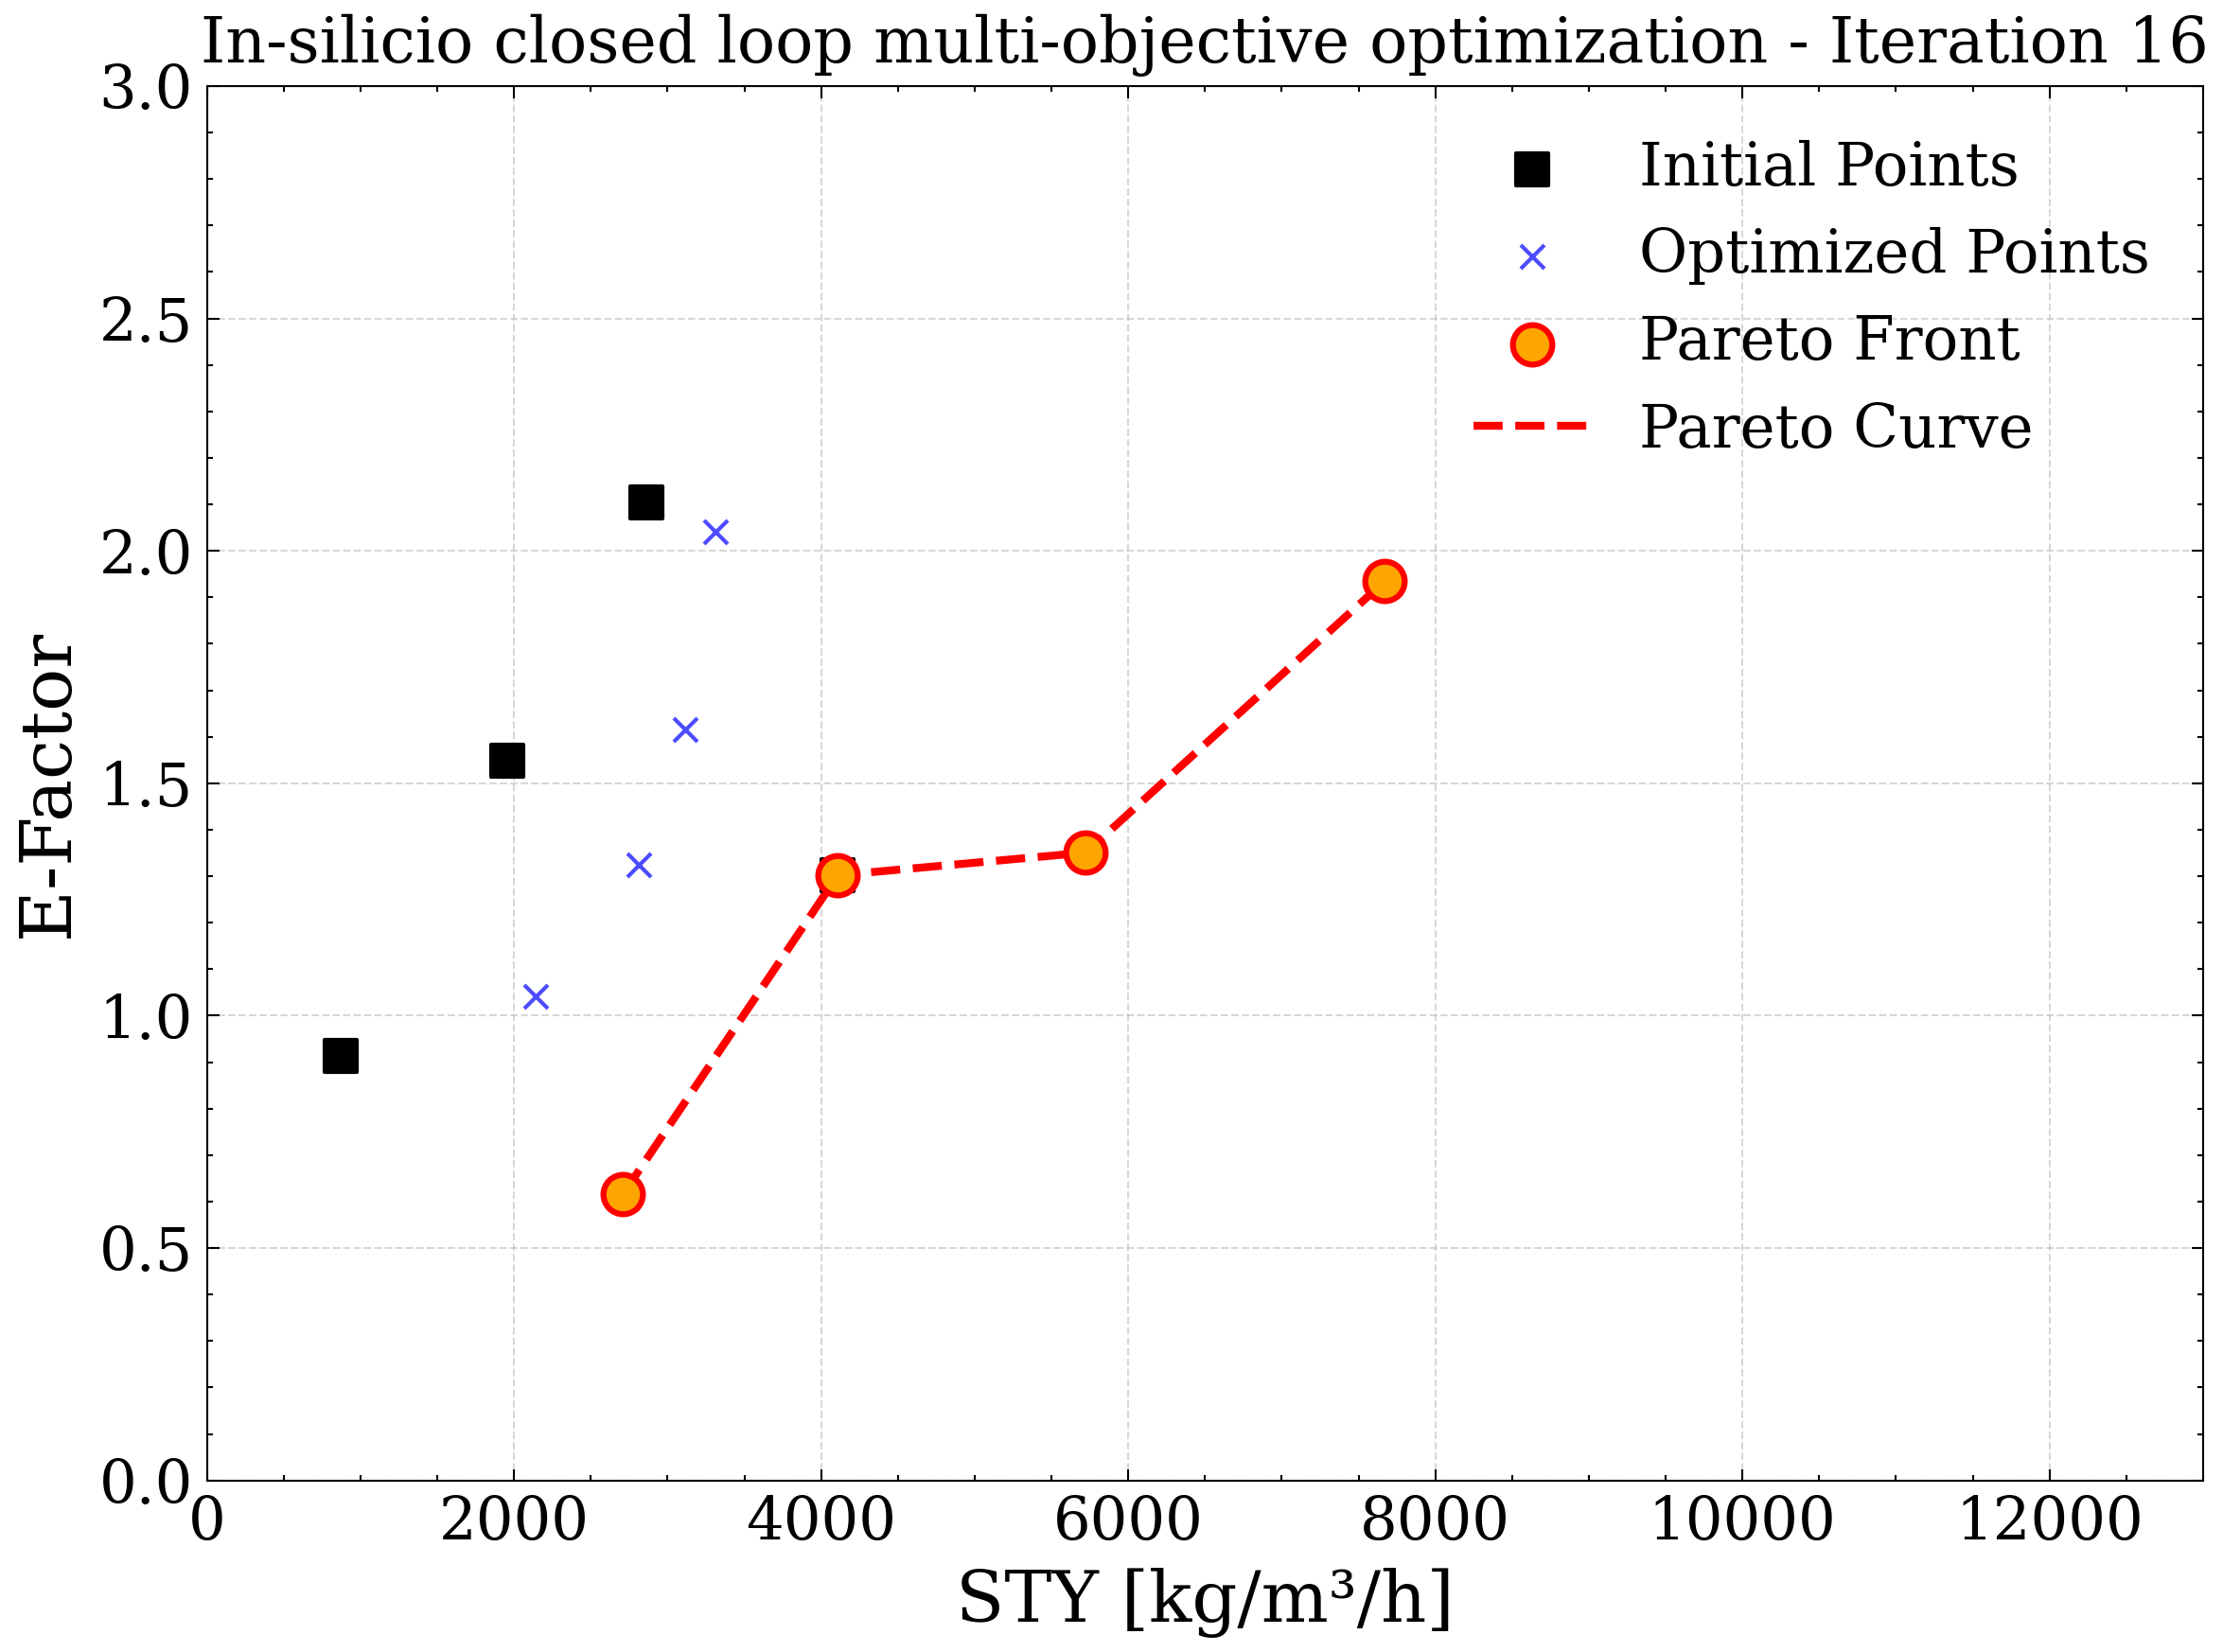 In-silicio closed loop multi-objective optimization - Iteration 16
Initial Points
Optimized Points
Pareto Front
Pareto Curve
E-Factor
3.0
2.5
2.0
1.5
1.0
0.5
0.0
0 2000 4000 6000 8000 10000 12000
STY [kg/m³/h]